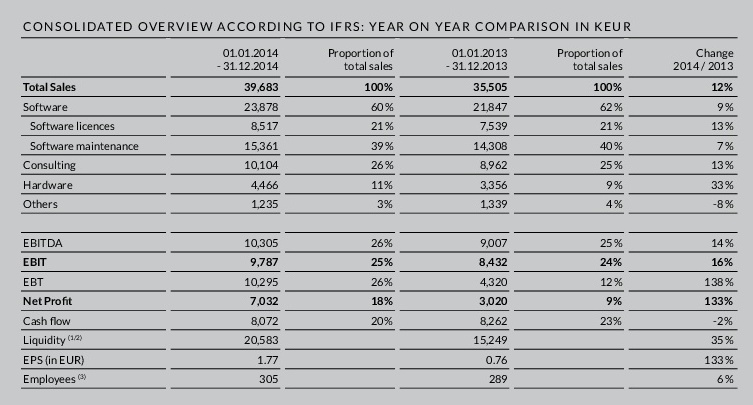 CONSOLIDATED OVERVIEW ACCORDING TO IFRS: YEAR ON YEAR COMPARISON IN KEUR
01.01.2014 Proportion of 01.01.2013 Proportion of Change
- 31.12.2014 total sales - 31.12.2013 total sales 2014 / 2013
Total Sales 39,683 100% 35,505 100% 12%
Software 23,878 60% 21,847 62% 9%
Software licences 8,517 21% 7,539 21% 13%
Software maintenance 15,361 39% 14,308 40% 7%
Consulting 10,104 26% 8,962 25% 13%
Hardware 4,466 11% 3,356 9% 33%
Others 1,235 3% 1,339 4% -8%
EBITDA 10,305 26% 9,007 25% 14%
EBIT 9,787 25% 8,432 24% 16%
EBT 10,295 26% 4,320 12% 138%
Net Profit 7,032 18% 3,020 9% 133%
Cash flow 8,072 20% 8,262 23% -2%
Liquidity (1/2) 20,583 15,249 35%
EPS (in EUR) 1.77 0.76 133%
Employees (3) 305 289 6%